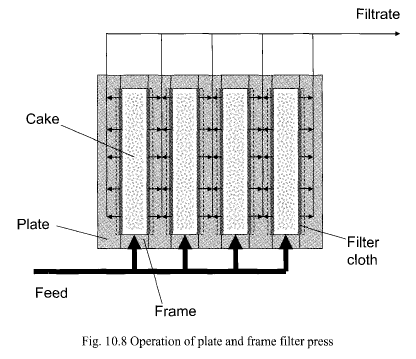 Filtrate
Cake
Plate
Filter
cloth
Feed
Frame
Fig. 10.8 Operation of plate and frame filter press